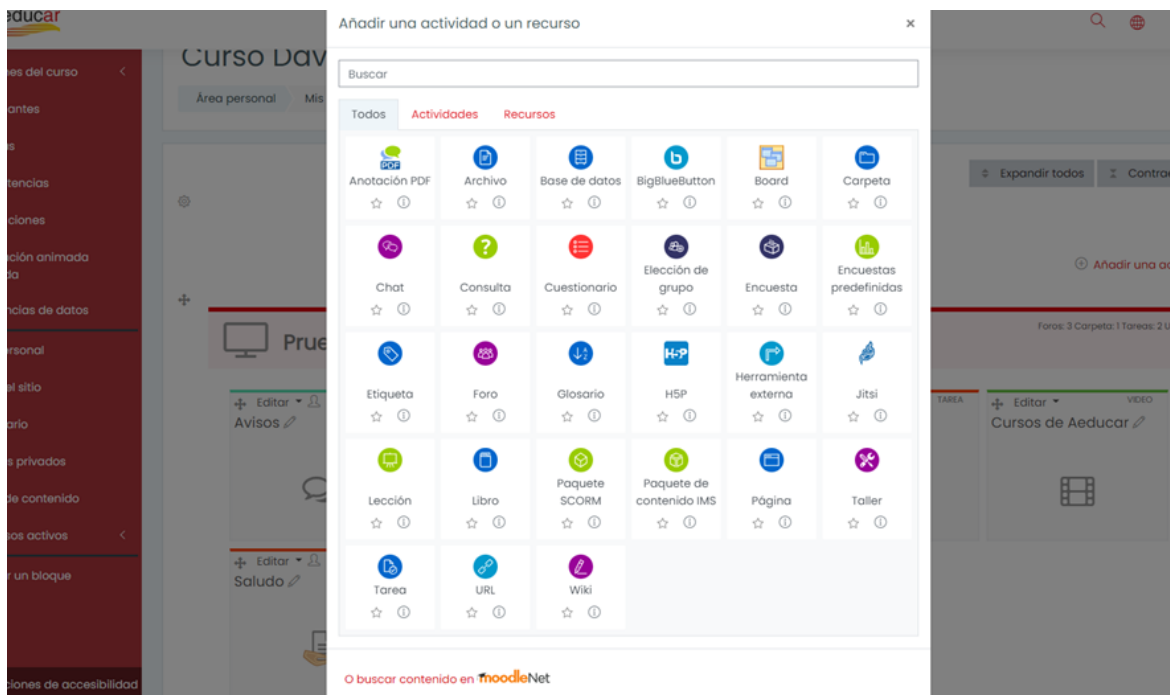 educar
Añadir una actividad o un recurso
×
Curso Dav
Área personal
Mis
Buscar
Todos
Actividades
Recursos
Anotación PDF
Archivo
Base de datos
BigBlueButton
Board
Carpeta
Chat
Consulta
Cuestionario
Elección de
grupo
Encuesta
Encuestas
predefinidas
Etiqueta
Foro
Glosario
H5P
Herramienta
externa
Jitsi
Lección
Libro
Paquete
SCORM
Paquete de
contenido IMS
Página
Taller
Tarea
URL
Wiki
O buscar contenido en moodleNet
nes del curso
antes
s
tencias
ciones
ción animada
da
ncias de datos
rsonal
el sitio
ario
s privados
de contenido
sos activos
r un bloque
ciones de accesibilidad
Expandir todos
Contrae
Añadir una ac
Prue
Foros: 3 Carpeta: 1 Tareas: 2 U
Editar
Avisos
TAREA
Editar
VIDEO
Cursos de Aeducar
Editar
Saludo